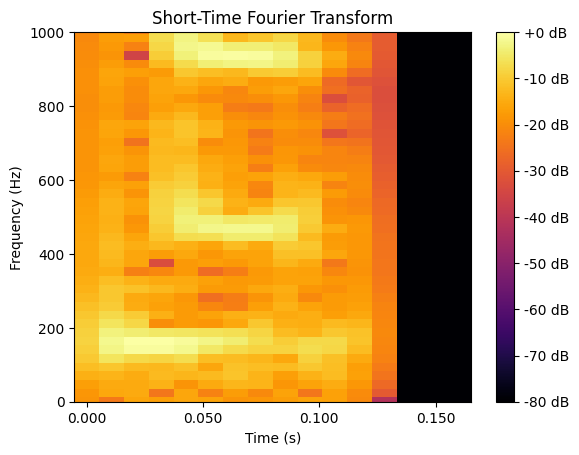 Short-Time Fourier Transform
1000
800
600
400
200
0
Frequency (Hz)
0.000
0.050
0.100
0.150
Time (s)
+0 dB
-10 dB
-20 dB
-30 dB
-40 dB
-50 dB
-60 dB
-70 dB
-80 dB